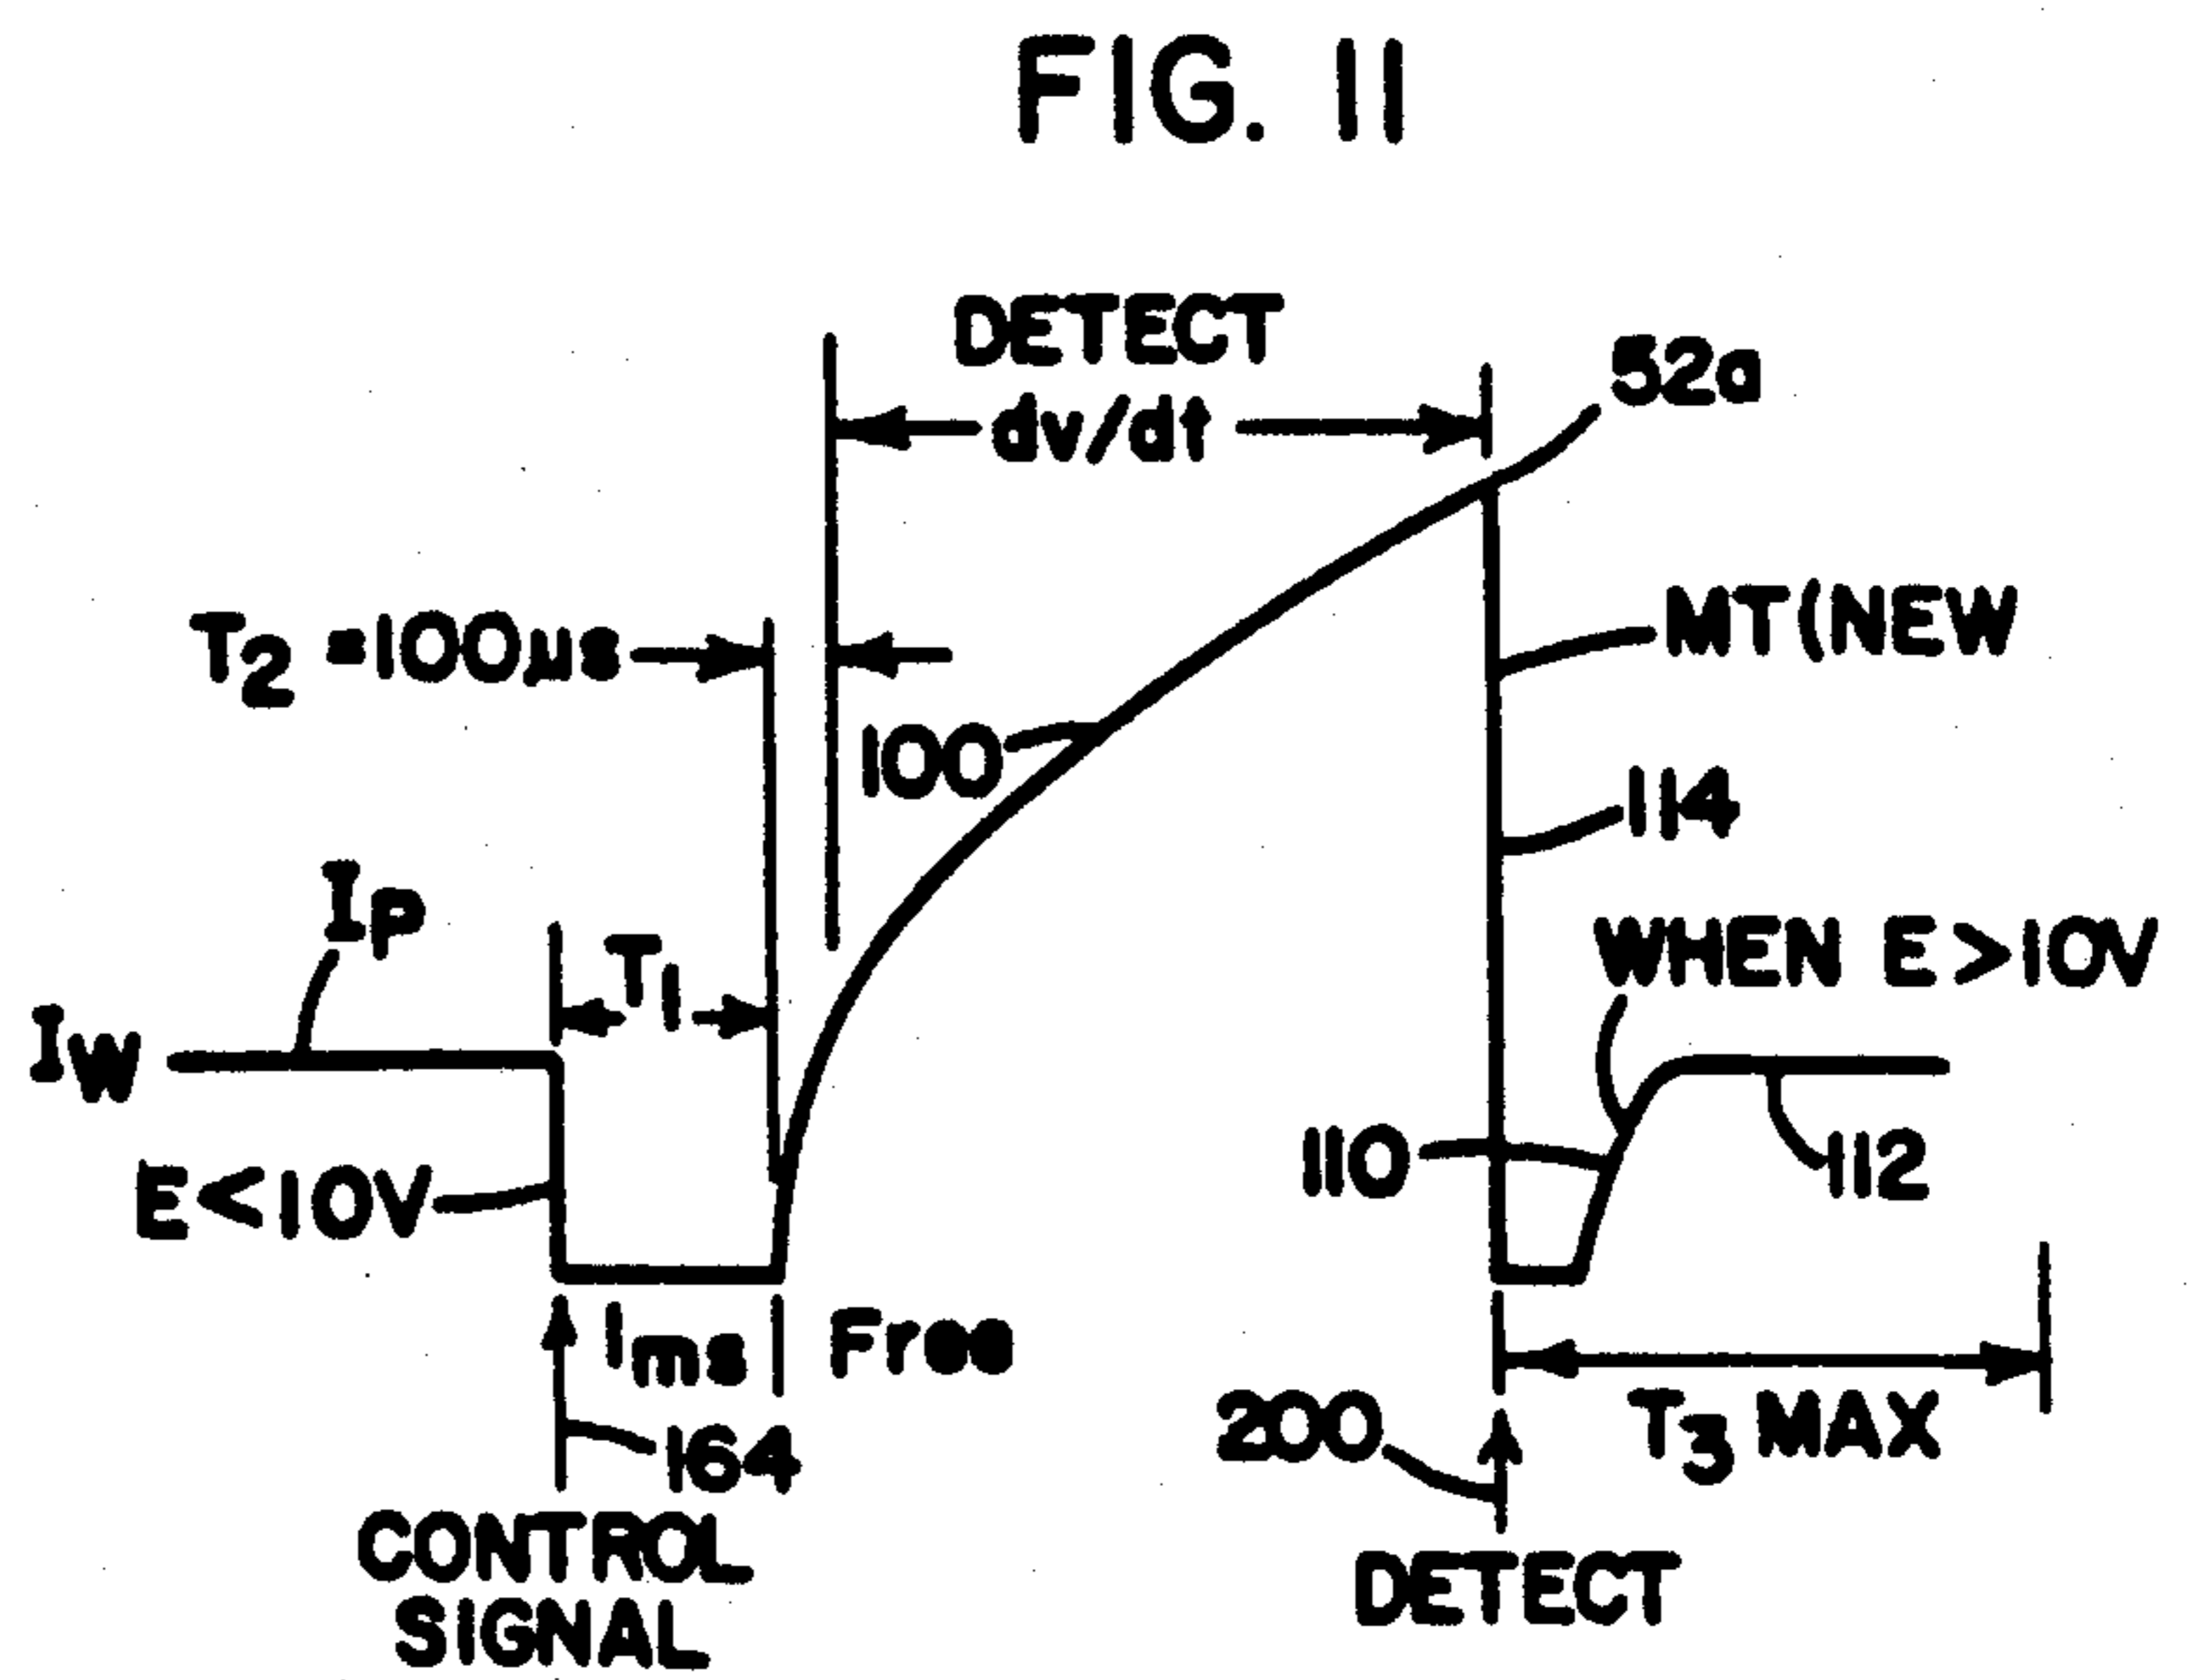 FIG. 11
DETECT
dv/dt
52a
T2 =100µs
MT(NEW
100
114
Ip
T1
WHEN E>10V
IW
110
112
E<10V
1ms
Free
200
T3 MAX
164
CONTROL
SIGNAL
DETECT